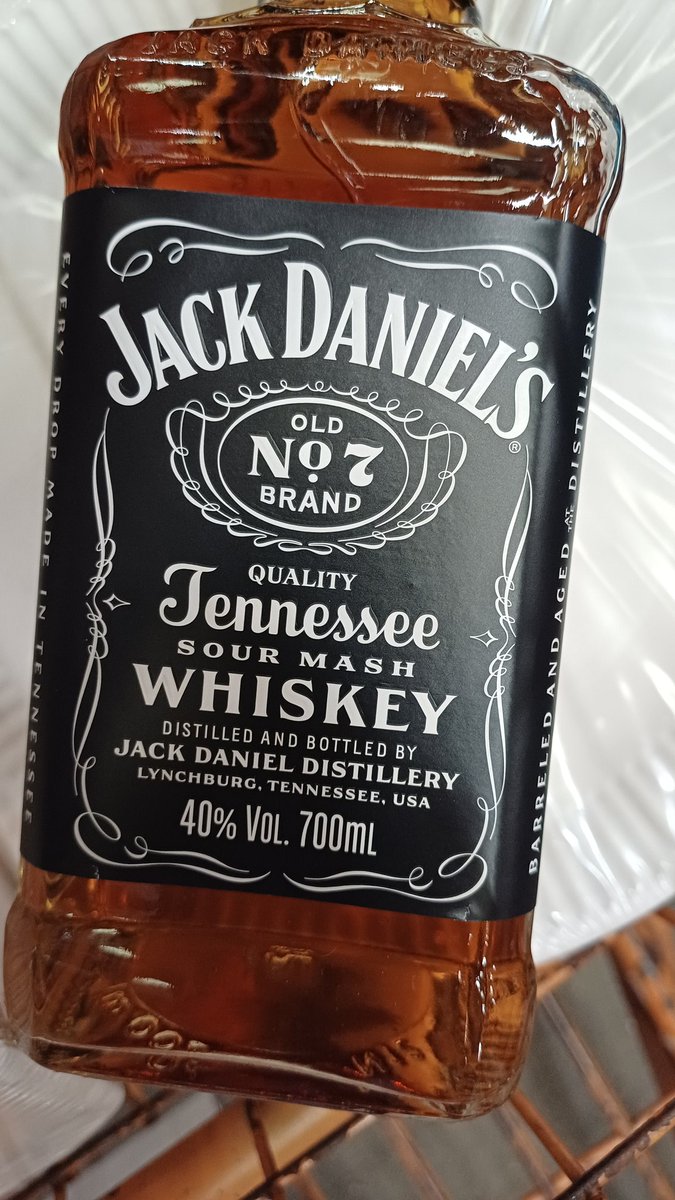 JACK DANIEL'S
®
OLD
Nº 7
BRAND
QUALITY
Tennessee
SOUR MASH
WHISKEY
DISTILLED AND BOTTLED BY
JACK DANIEL DISTILLERY
LYNCHBURG, TENNESSEE, USA
40% VOL. 700mL
EVERY DROP MADE IN TENNESSEE
BARRELED AND AGED AT THE DISTILLERY